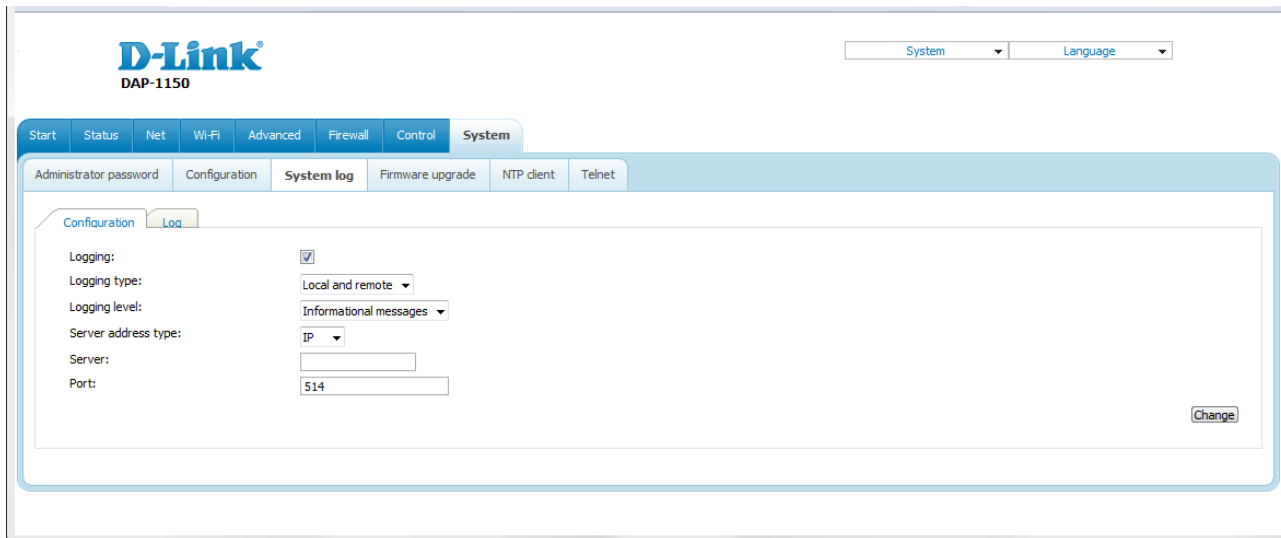 D-Link®
DAP-1150
System Language
Start Status Net Wi-Fi Advanced Firewall Control System
Administrator password Configuration System log Firmware upgrade NTP client Telnet
Configuration Log
Logging:
Logging type: Local and remote
Logging level: Informational messages
Server address type: IP
Server:
Port: 514
Change